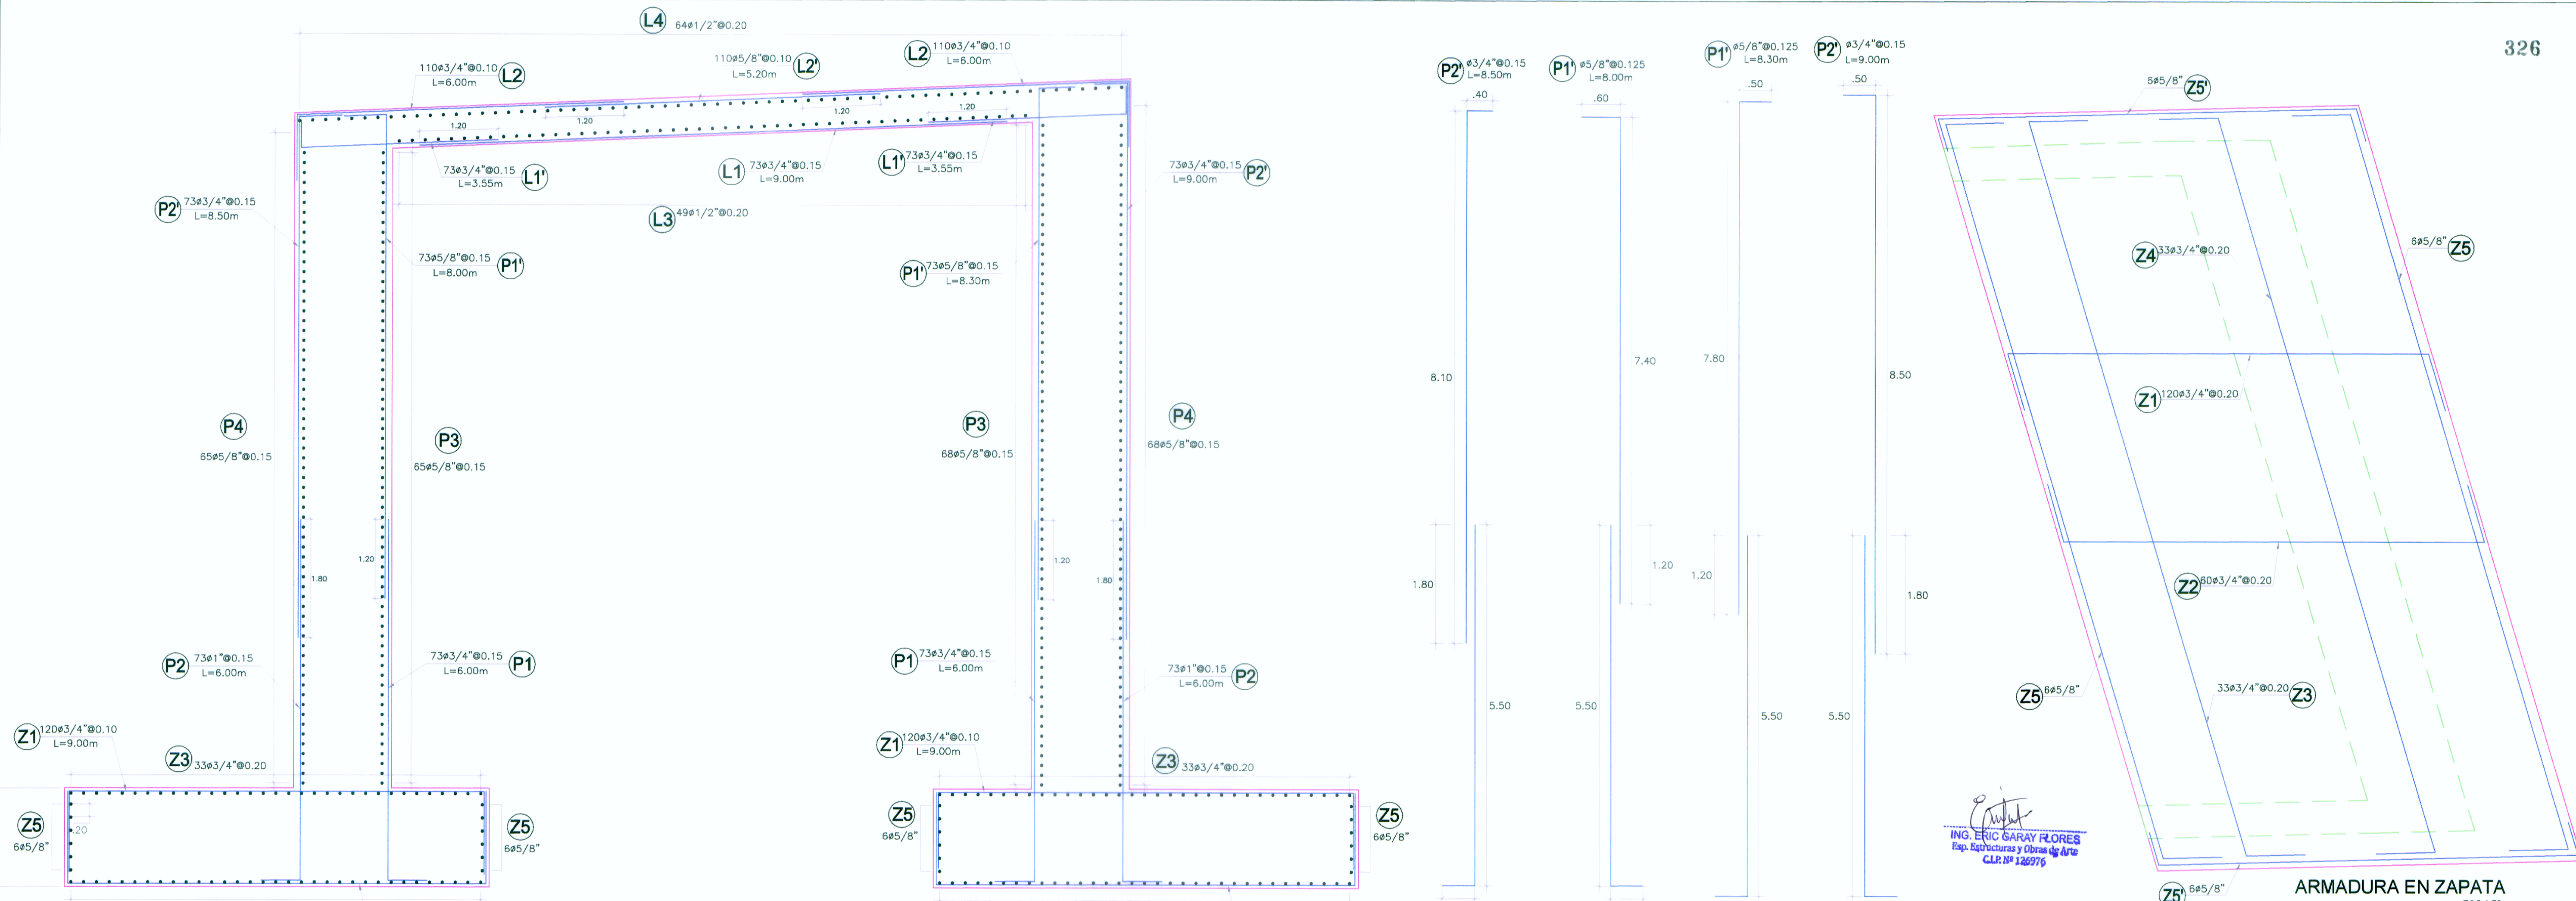 326
L4 64ø1/2"@0.20
110ø3/4"@0.10 L2
L=6.00m
110ø5/8"@0.10 L2'
L=5.20m
L2 110ø3/4"@0.10
L=6.00m
1.20
1.20
1.20
1.20
73ø3/4"@0.15 L1'
L=3.55m
L1 73ø3/4"@0.15
L=9.00m
L1' 73ø3/4"@0.15
L=3.55m
73ø3/4"@0.15 P2'
L=9.00m
P2' 73ø3/4"@0.15
L=8.50m
L3 49ø1/2"@0.20
73ø5/8"@0.15 P1'
L=8.00m
P1' 73ø5/8"@0.15
L=8.30m
P4
65ø5/8"@0.15
P3
65ø5/8"@0.15
P3
68ø5/8"@0.15
P4
68ø5/8"@0.15
1.80
1.20
1.20
1.80
P2 73ø1"@0.15
L=6.00m
73ø3/4"@0.15 P1
L=6.00m
P1 73ø3/4"@0.15
L=6.00m
73ø1"@0.15 P2
L=6.00m
Z1 120ø3/4"@0.10
L=9.00m
Z3 33ø3/4"@0.20
Z1 120ø3/4"@0.10
L=9.00m
Z3 33ø3/4"@0.20
Z5
6ø5/8"
.20
Z5
6ø5/8"
Z5
6ø5/8"
Z5
6ø5/8"
P2' ø3/4"@0.15
L=8.50m
.40
P1' ø5/8"@0.125
L=8.00m
.60
P1' ø5/8"@0.125
L=8.30m
.50
P2' ø3/4"@0.15
L=9.00m
.50
8.10
7.40
7.80
8.50
1.80
1.20
1.20
1.80
5.50
5.50
5.50
5.50
6ø5/8" Z5'
Z4 33ø3/4"@0.20
6ø5/8" Z5
Z1 120ø3/4"@0.20
Z2 60ø3/4"@0.20
Z5 6ø5/8"
33ø3/4"@0.20 Z3
ING. ERIC GARAY FLORES
Esp. Estructuras y Obras de Arte
C.I.P. Nº 126976
Z5' 6ø5/8"
ARMADURA EN ZAPATA